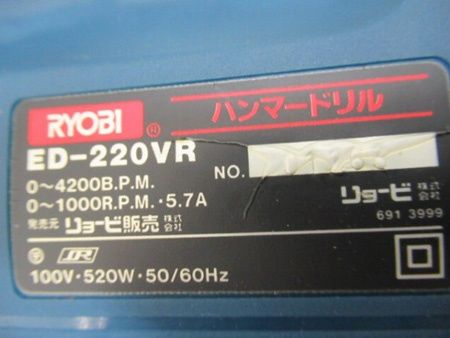 RYOBI® ハンマードリル
ED-220VR NO.
0~4200B.P.M.
0~1000R.P.M.·5.7A リョービ 株式会社
発売元 リョービ販売 株式会社 691 3999
100V·520W·50/60Hz